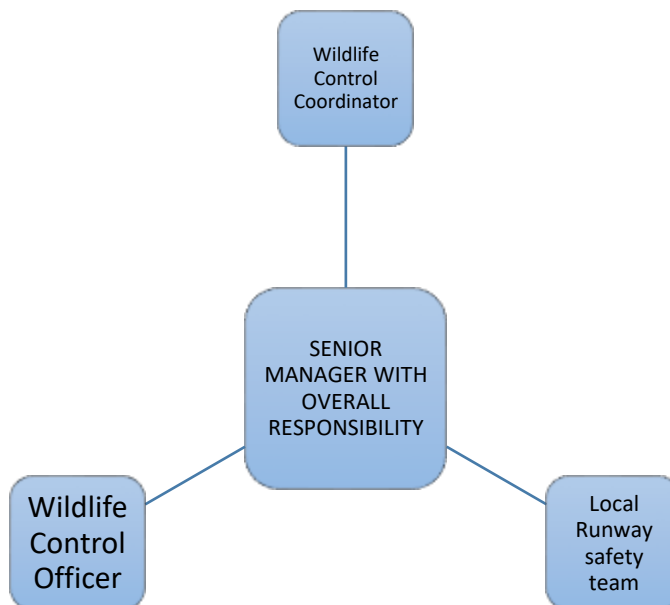 Wildlife
Control
Coordinator
SENIOR
MANAGER WITH
OVERALL
RESPONSIBILITY
Wildlife
Control
Officer
Local
Runway
safety
team